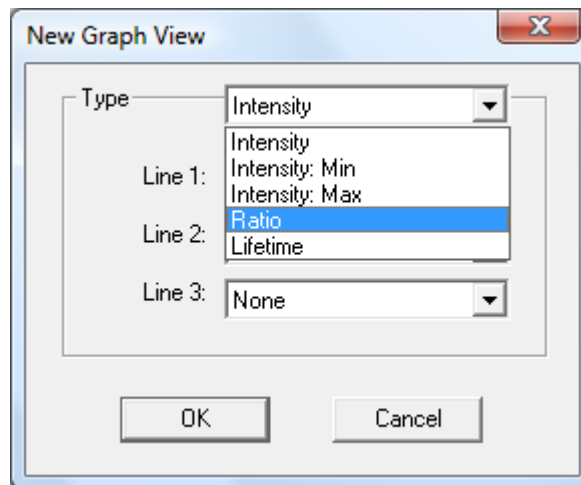 New Graph View
Type
Intensity
Intensity
Intensity: Min
Intensity: Max
Ratio
Lifetime
Line 1:
Line 2:
Line 3:
None
OK
Cancel